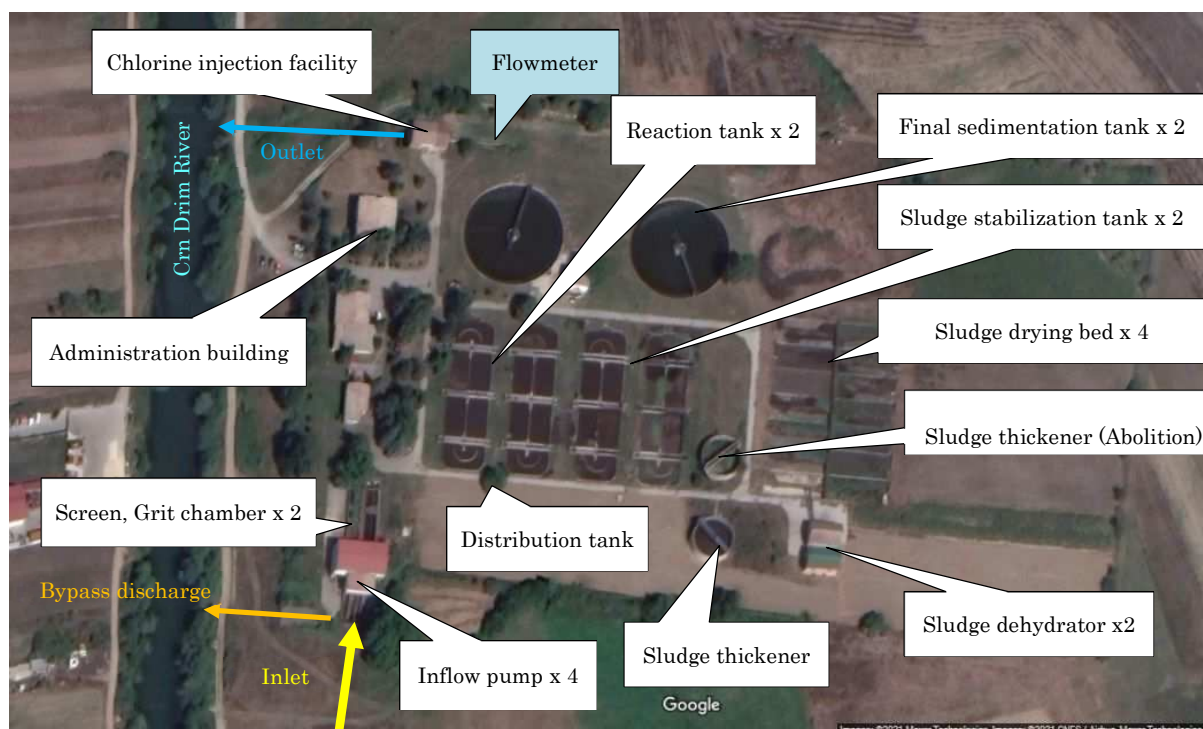 Chlorine injection facility
Flowmeter
Reaction tank x 2
Final sedimentation tank x 2
Outlet
Crn Drim River
Sludge stabilization tank x 2
Administration building
Sludge drying bed x 4
Sludge thickener (Abolition)
Screen, Grit chamber x 2
Distribution tank
Bypass discharge
Sludge dehydrator x2
Sludge thickener
Inlet
Inflow pump x 4
Google